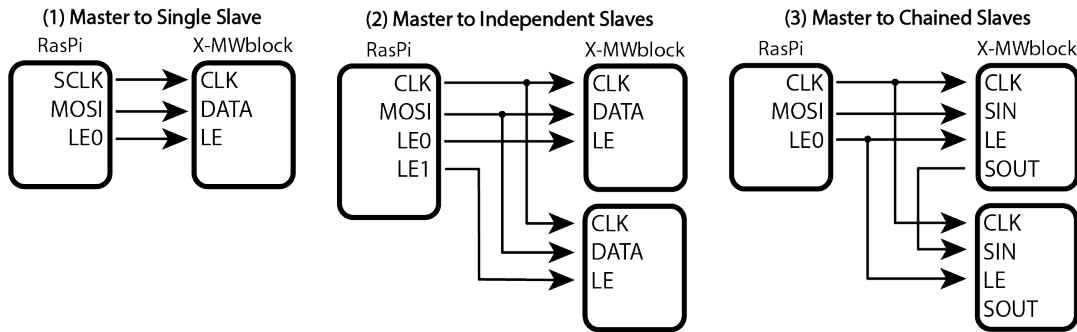 (1) Master to Single Slave
RasPi
X-MWblock
SCLK
MOSI
LE0
CLK
DATA
LE
(2) Master to Independent Slaves
RasPi
X-MWblock
CLK
MOSI
LE0
LE1
CLK
DATA
LE
CLK
DATA
LE
(3) Master to Chained Slaves
RasPi
X-MWblock
CLK
MOSI
LE0
CLK
SIN
LE
SOUT
CLK
SIN
LE
SOUT